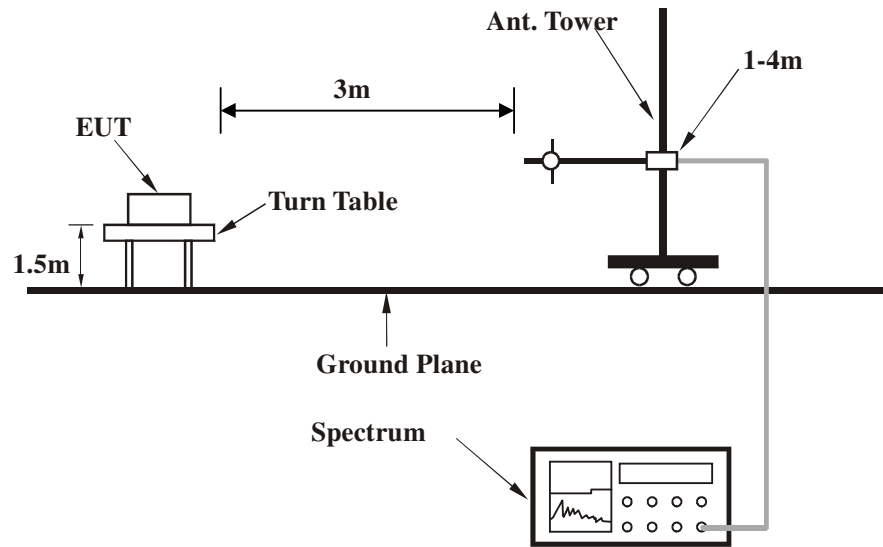 Ant. Tower
1-4m
3m
EUT
Turn Table
1.5m
Ground Plane
Spectrum